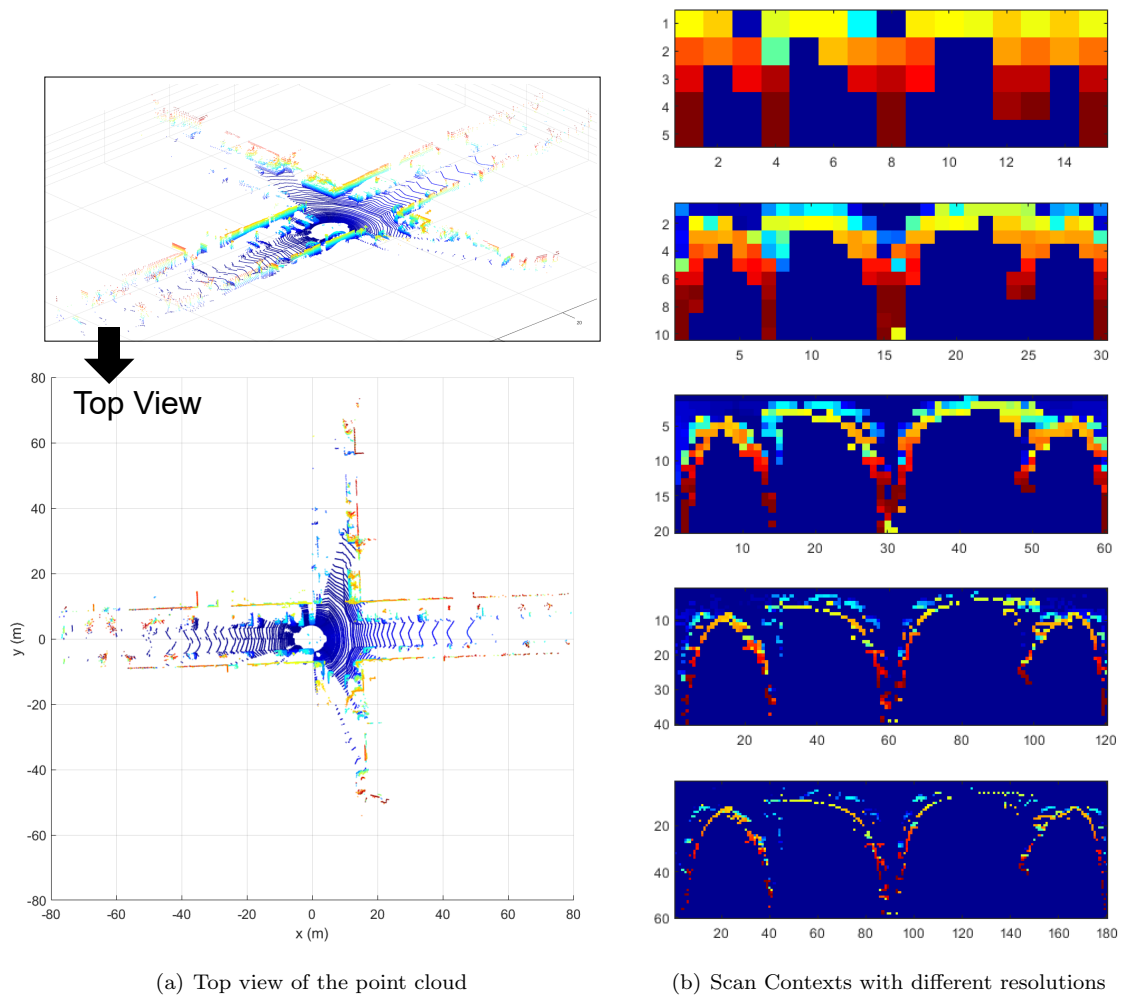 20
Top View
80
60
40
20
0
-20
-40
-60
-80
y (m)
-80 -60 -40 -20 0 20 40 60 80
x (m)
(a) Top view of the point cloud
1
2
3
4
5
2 4 6 8 10 12 14
2
4
6
8
10
5 10 15 20 25 30
5
10
15
20
10 20 30 40 50 60
10
20
30
40
20 40 60 80 100 120
20
40
60
20 40 60 80 100 120 140 160 180
(b) Scan Contexts with different resolutions